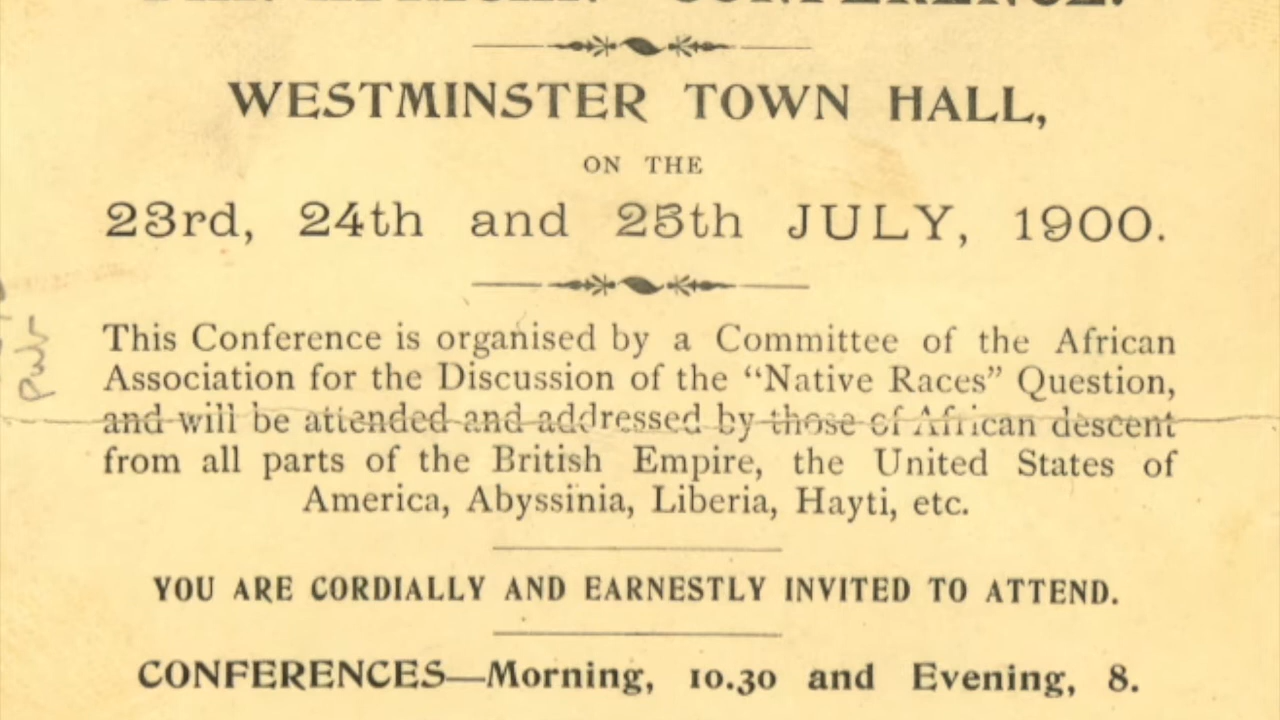 CONFERENCE.
WESTMINSTER TOWN HALL,
ON THE
23rd, 24th and 25th JULY, 1900.
This Conference is organised by a Committee of the African
Association for the Discussion of the “Native Races” Question,
and will be attended and addressed by those of African descent
from all parts of the British Empire, the United States of
America, Abyssinia, Liberia, Hayti, etc.
YOU ARE CORDIALLY AND EARNESTLY INVITED TO ATTEND.
CONFERENCES—Morning, 10.30 and Evening, 8.